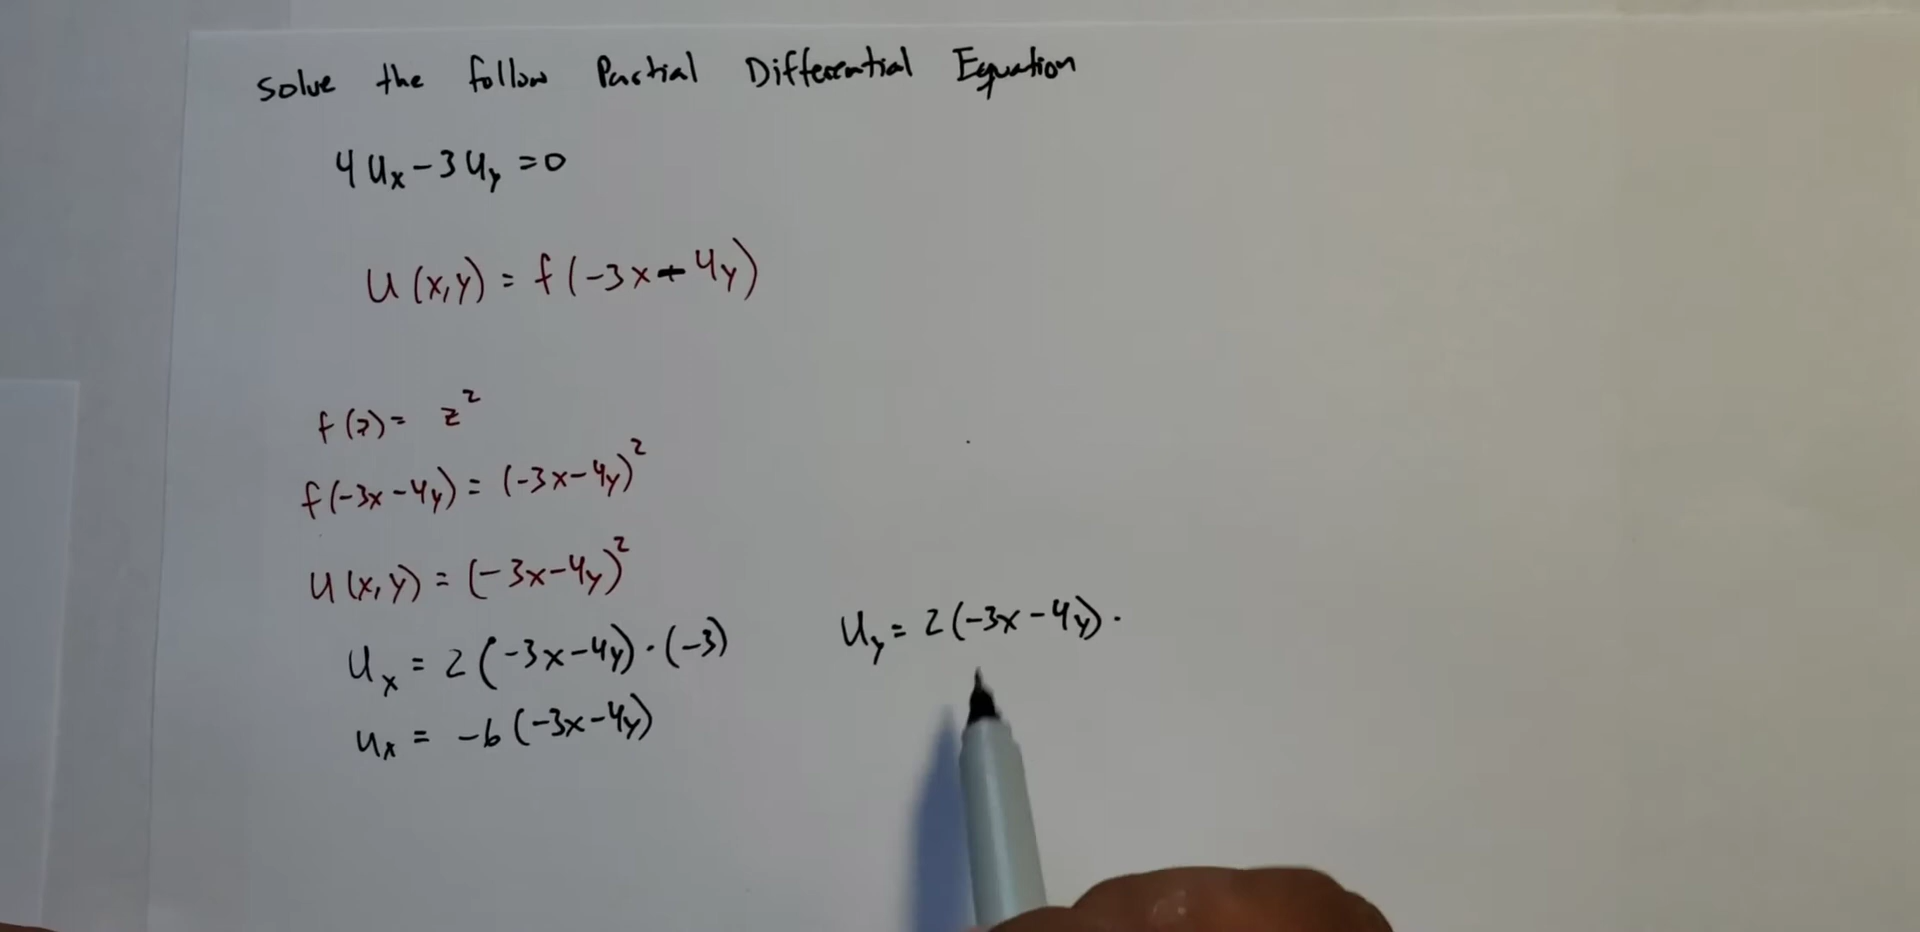 Solve the follow Partial Differential Equation
4Ux-3Uy=0
U(x,y) = f(-3x-4y)
f(z)= z²
f(-3x-4y) = (-3x-4y)²
U(x,y) = (-3x-4y)²
Ux = 2(-3x-4y)·(-3)
Uy = 2(-3x-4y)·
Ux = -6(-3x-4y)